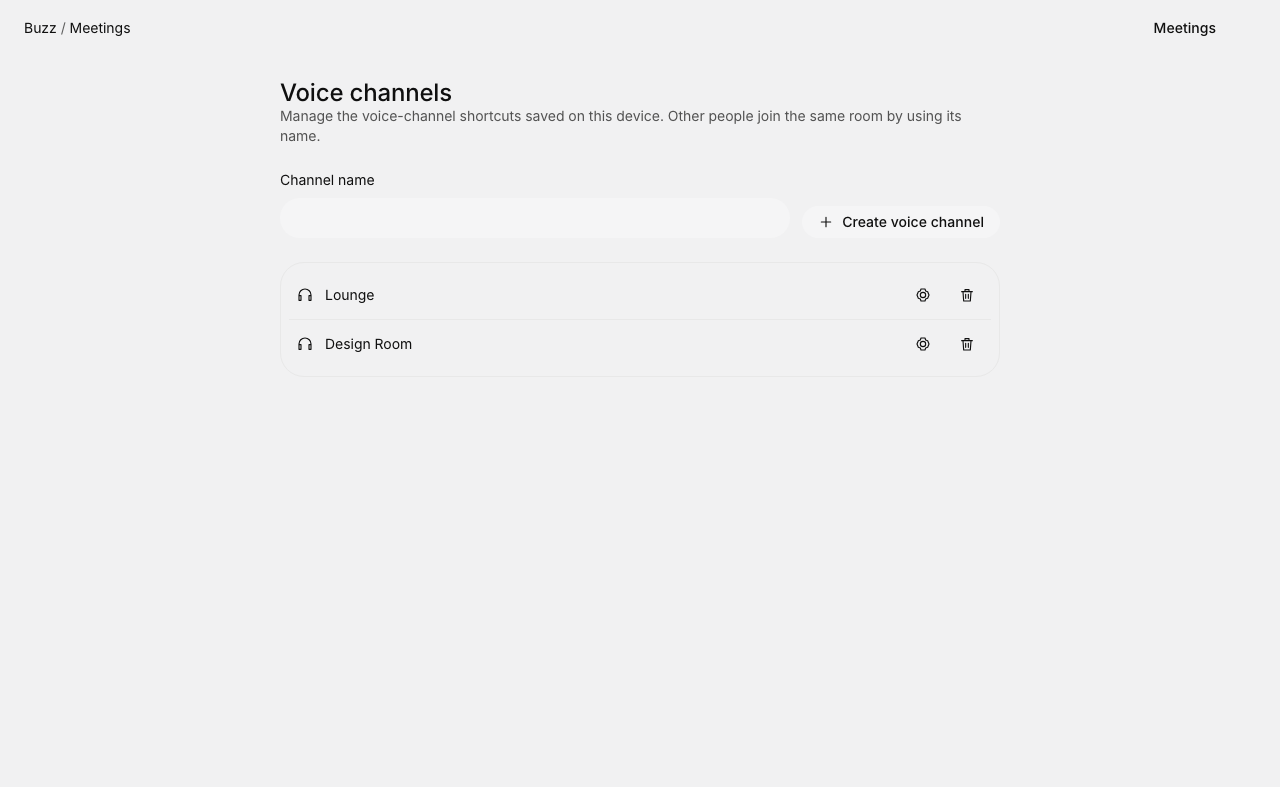 Buzz / Meetings
Meetings
Voice channels
Manage the voice-channel shortcuts saved on this device. Other people join the same room by using its
name.
Channel name
Create voice channel
Lounge
Design Room